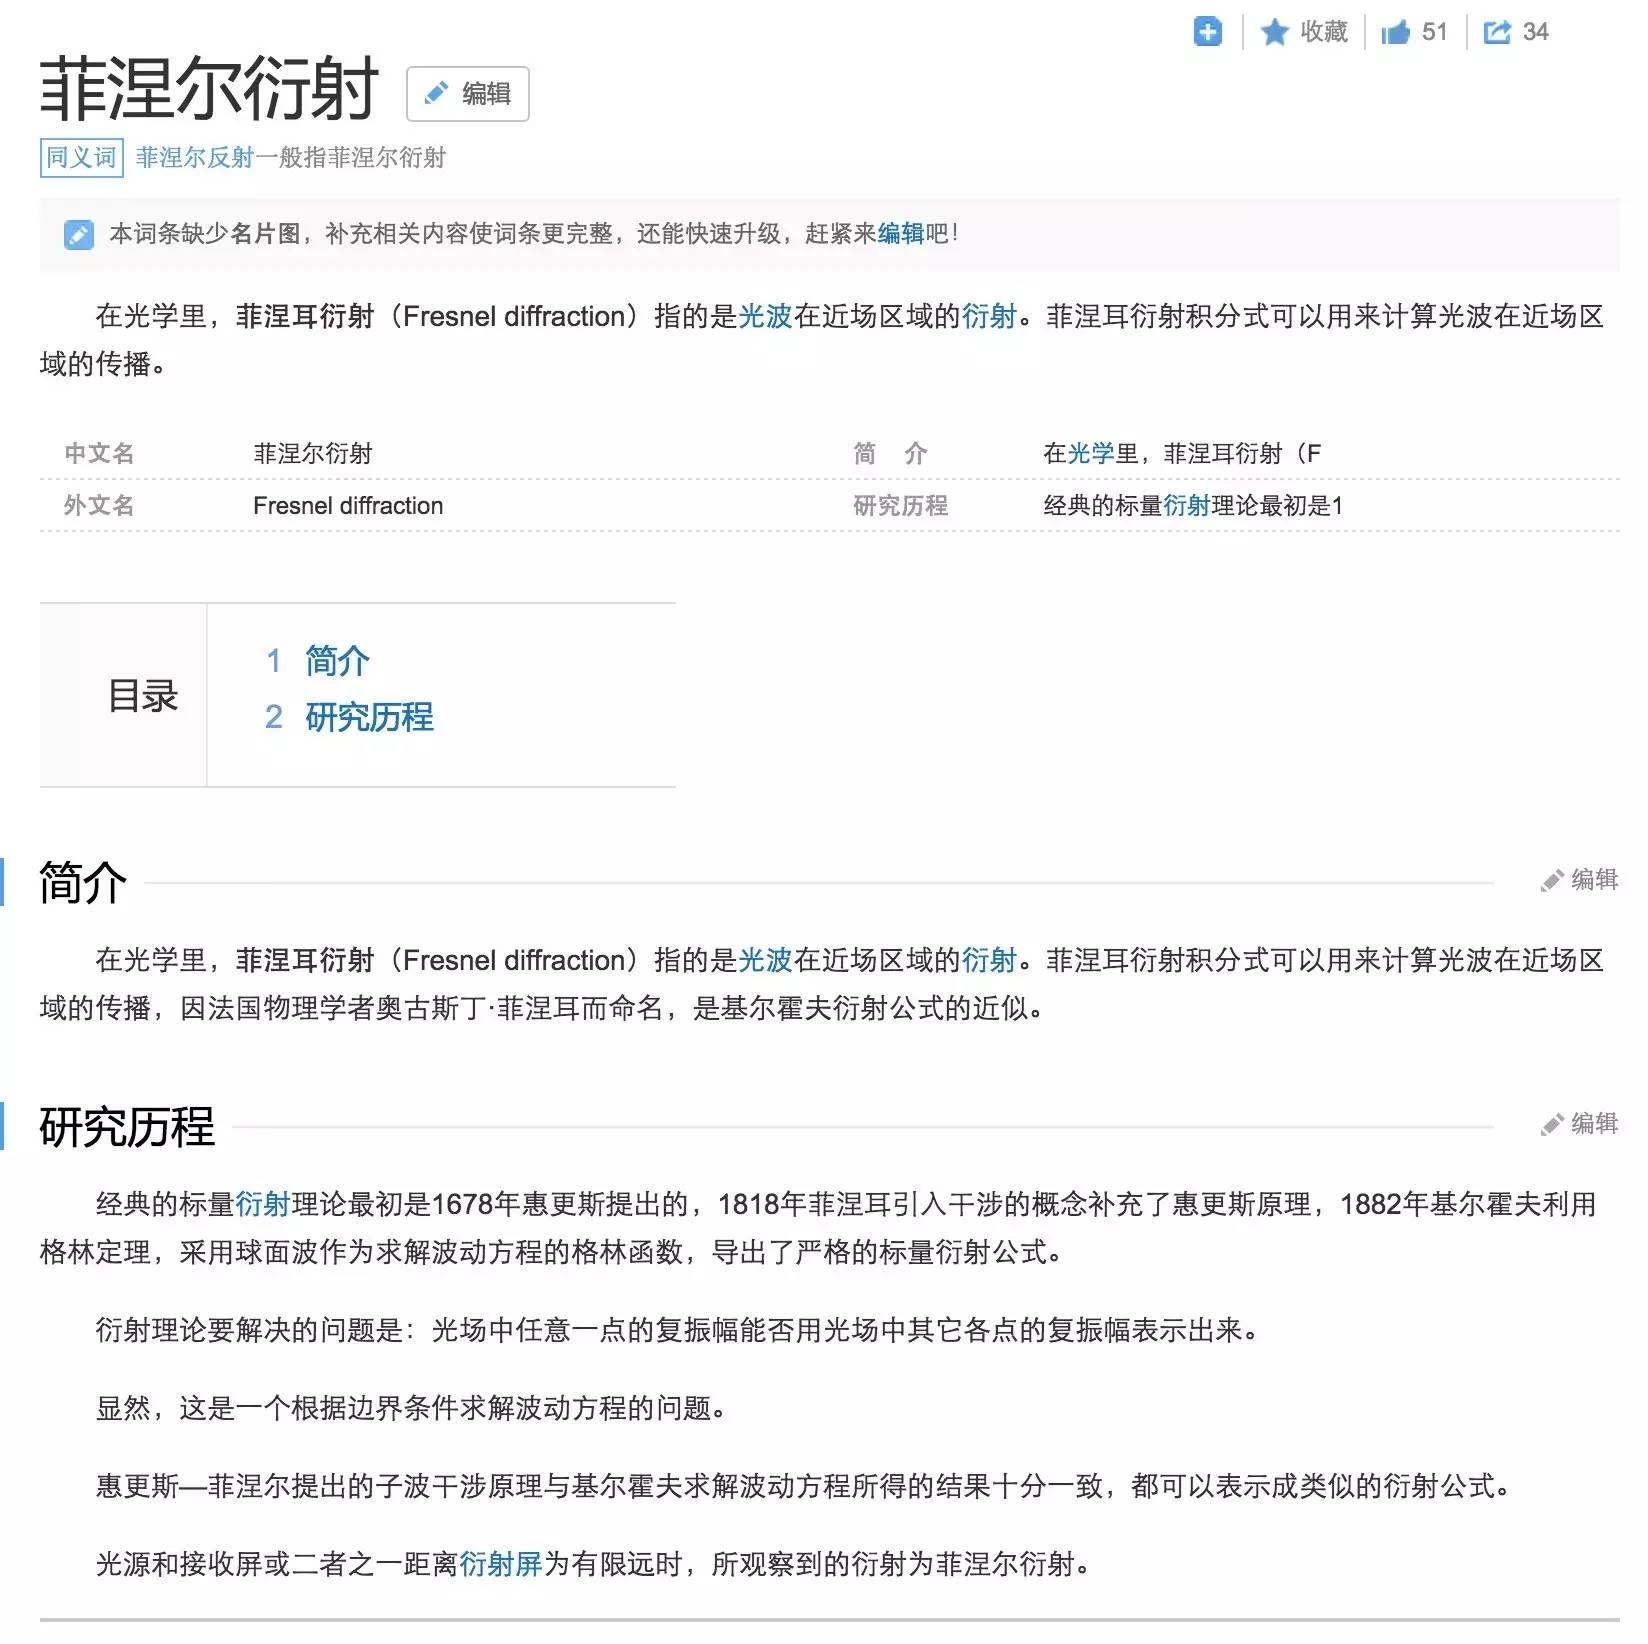 收藏 51 34
菲涅尔衍射 编辑
同义词 菲涅尔反射一般指菲涅尔衍射
本词条缺少名片图，补充相关内容使词条更完整，还能快速升级，赶紧来编辑吧！
在光学里，菲涅耳衍射（Fresnel diffraction）指的是光波在近场区域的衍射。菲涅耳衍射积分式可以用来计算光波在近场区
域的传播。
中文名 菲涅尔衍射 简 介 在光学里，菲涅耳衍射（F
外文名 Fresnel diffraction 研究历程 经典的标量衍射理论最初是1
目录
1 简介
2 研究历程
简介 编辑
在光学里，菲涅耳衍射（Fresnel diffraction）指的是光波在近场区域的衍射。菲涅耳衍射积分式可以用来计算光波在近场区
域的传播，因法国物理学者奥古斯丁·菲涅耳而命名，是基尔霍夫衍射公式的近似。
研究历程 编辑
经典的标量衍射理论最初是1678年惠更斯提出的，1818年菲涅耳引入干涉的概念补充了惠更斯原理，1882年基尔霍夫利用
格林定理，采用球面波作为求解波动方程的格林函数，导出了严格的标量衍射公式。
衍射理论要解决的问题是：光场中任意一点的复振幅能否用光场中其它各点的复振幅表示出来。
显然，这是一个根据边界条件求解波动方程的问题。
惠更斯—菲涅尔提出的子波干涉原理与基尔霍夫求解波动方程所得的结果十分一致，都可以表示成类似的衍射公式。
光源和接收屏或二者之一距离衍射屏为有限远时，所观察到的衍射为菲涅尔衍射。